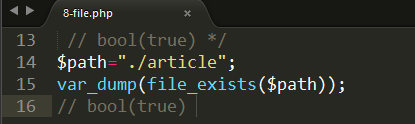 8-file.php ×
13 // bool(true) */
14 $path="./article";
15 var_dump(file_exists($path));
16 // bool(true)